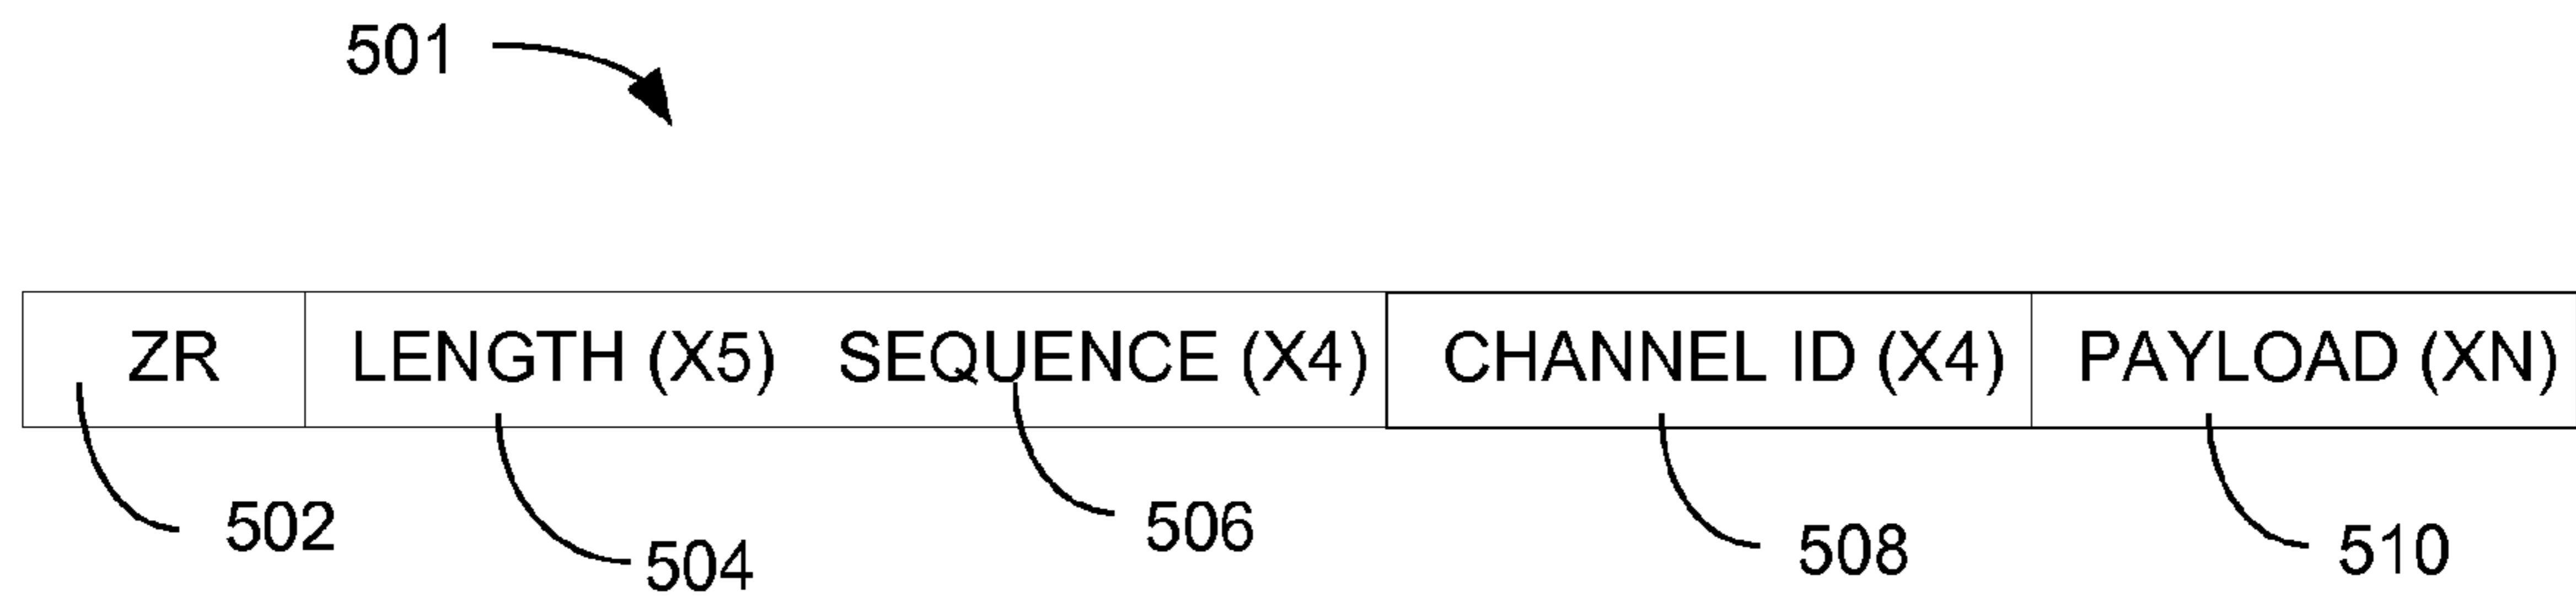 501
ZR LENGTH (X5) SEQUENCE (X4) CHANNEL ID (X4) PAYLOAD (XN)
502 504 506 508 510